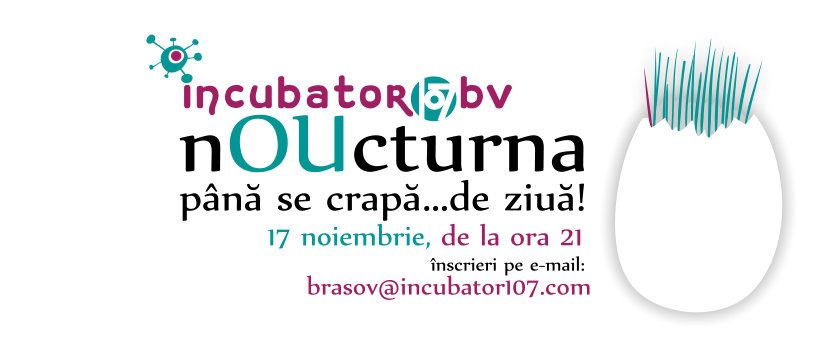 incubator107bv
nOUcturna
până se crapă...de ziuă!
17 noiembrie, de la ora 21
înscrieri pe e-mail:
brasov@incubator107.com